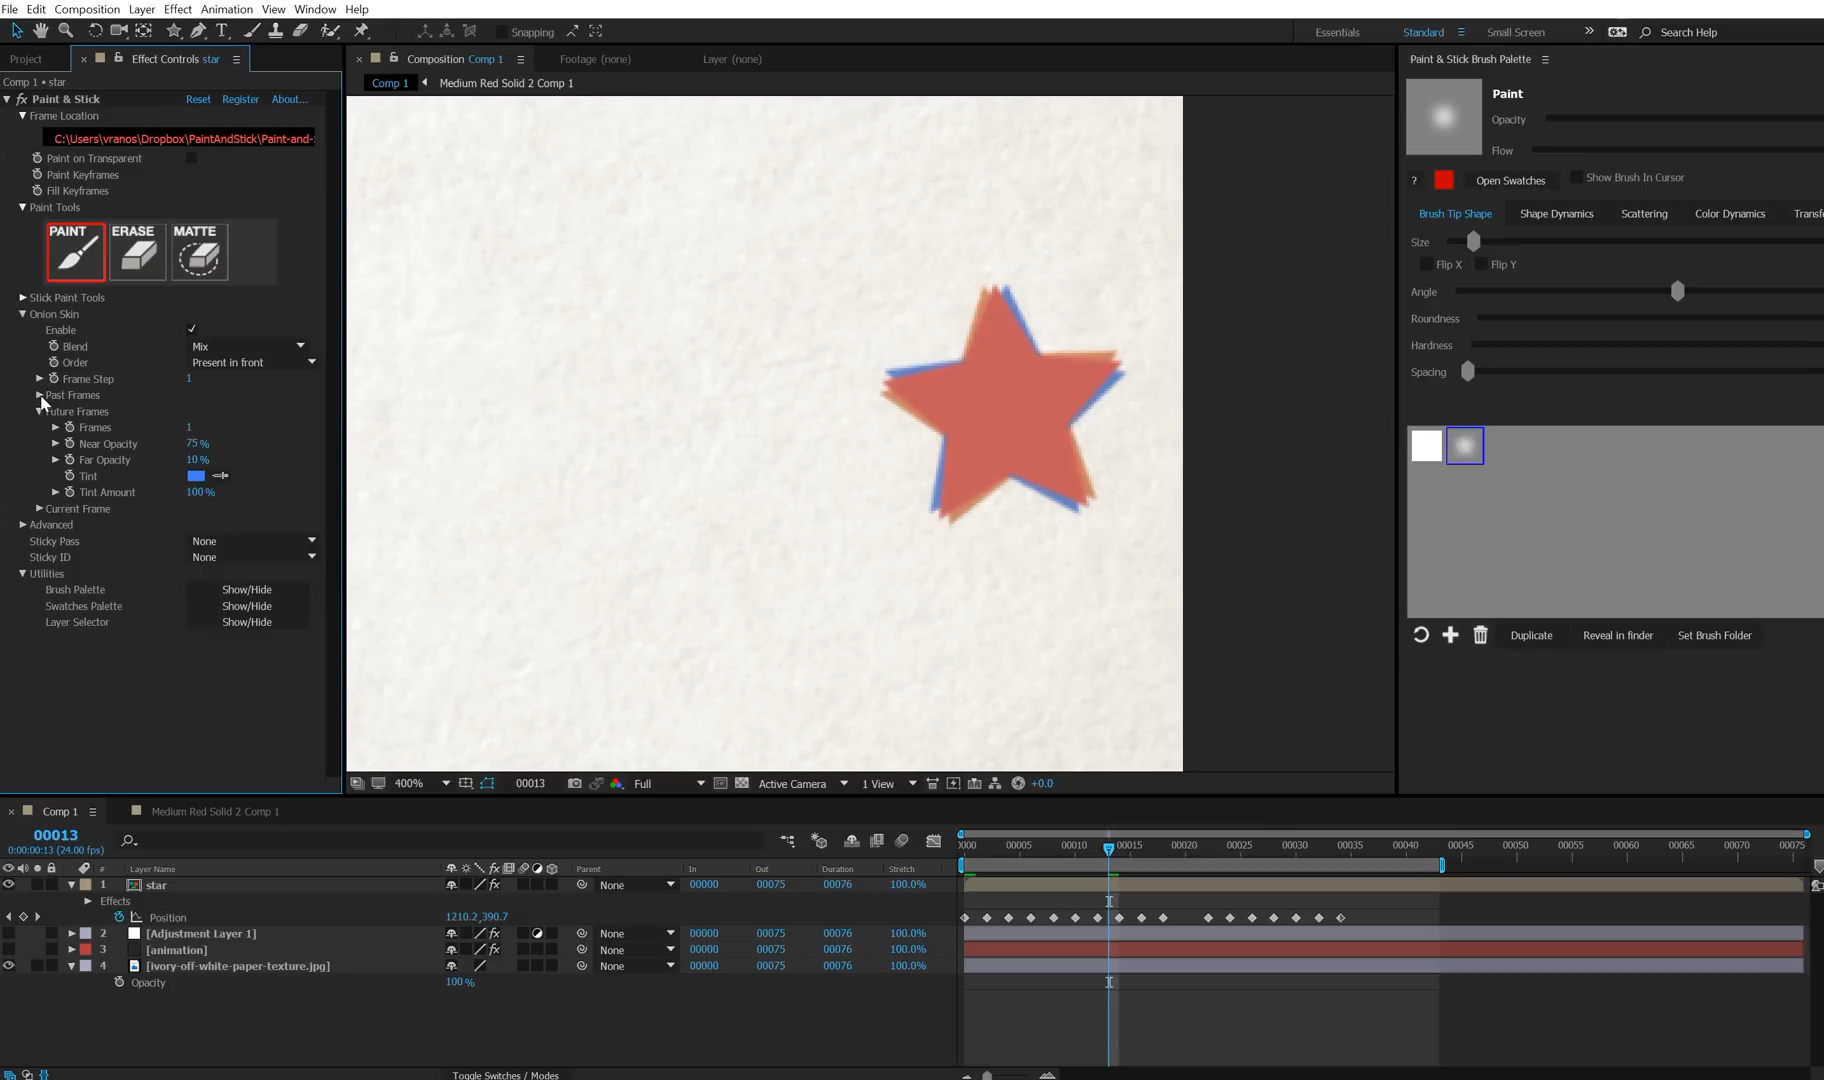 File Edit Composition Layer Effect Animation View Window Help
Snapping
Essentials Standard Small Screen Search Help
Project Effect Controls star
Composition Comp 1 Footage (none) Layer (none)
Paint & Stick Brush Palette
Comp 1 • star
Comp 1 Medium Red Solid 2 Comp 1
fx Paint & Stick Reset Register About...
Frame Location
C:\Users\vranos\Dropbox\PaintAndStick\Paint-and-
Paint on Transparent
Paint Keyframes
Fill Keyframes
Paint Tools
PAINT ERASE MATTE
Stick Paint Tools
Onion Skin
Enable
Blend Mix
Order Present in front
Frame Step 1
Past Frames
Future Frames
Frames 1
Near Opacity 75 %
Far Opacity 10 %
Tint
Tint Amount 100 %
Current Frame
Advanced
Sticky Pass None
Sticky ID None
Utilities
Brush Palette Show/Hide
Swatches Palette Show/Hide
Layer Selector Show/Hide
Paint
Opacity
Flow
? Open Swatches Show Brush In Cursor
Brush Tip Shape Shape Dynamics Scattering Color Dynamics Transf
Size
Flip X Flip Y
Angle
Roundness
Hardness
Spacing
Duplicate Reveal in finder Set Brush Folder
400% 00013 Full Active Camera 1 View +0.0
Comp 1 Medium Red Solid 2 Comp 1
00013
0:00:00:13 (24.00 fps)
0000 00005 00010 00015 00020 00025 00030 00035 00040 00045 00050 00055 00060 00065 00070 00075
# Layer Name Parent In Out Duration Stretch
1 star None 00000 00075 00076 100.0%
Effects
Position 1210.2,390.7
2 [Adjustment Layer 1] None 00000 00075 00076 100.0%
3 [animation] None 00000 00075 00076 100.0%
4 [ivory-off-white-paper-texture.jpg] None 00000 00075 00076 100.0%
Opacity 100 %
Toggle Switches / Modes